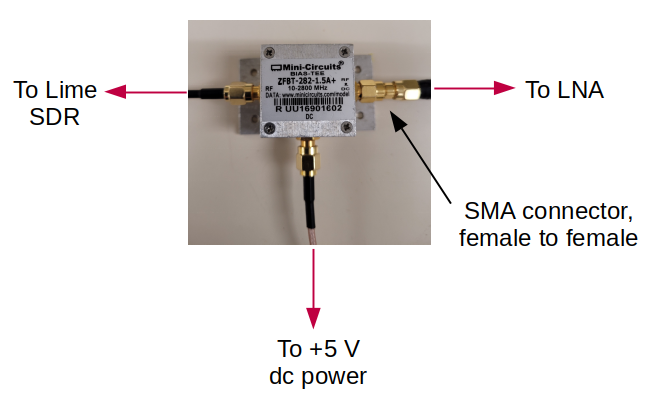 Mini-Circuits®
BIAS-TEE
ZFBT-282-1.5A+
RF 10-2800 MHz RF & DC
DATA: www.minicircuits.com/model
R UU16901602
DC
To Lime
SDR
To LNA
SMA connector,
female to female
To +5 V
dc power